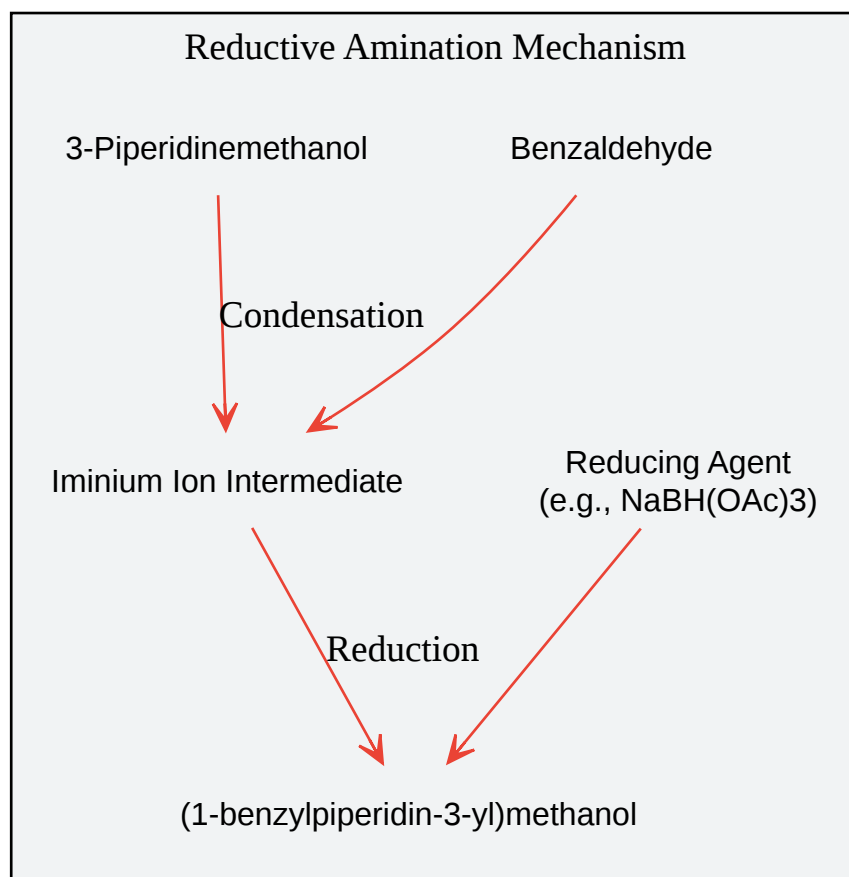 Reductive Amination Mechanism
3-Piperidinemethanol
Benzaldehyde
Condensation
Iminium Ion Intermediate
Reducing Agent
(e.g., NaBH(OAc)3)
Reduction
(1-benzylpiperidin-3-yl)methanol